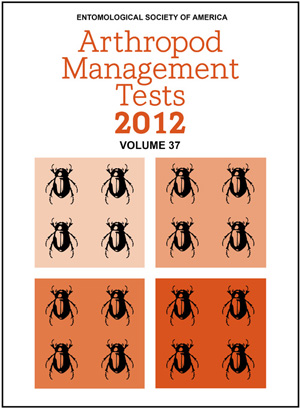 ENTOMOLOGICAL SOCIETY OF AMERICA
Arthropod
Management
Tests
2012
VOLUME 37